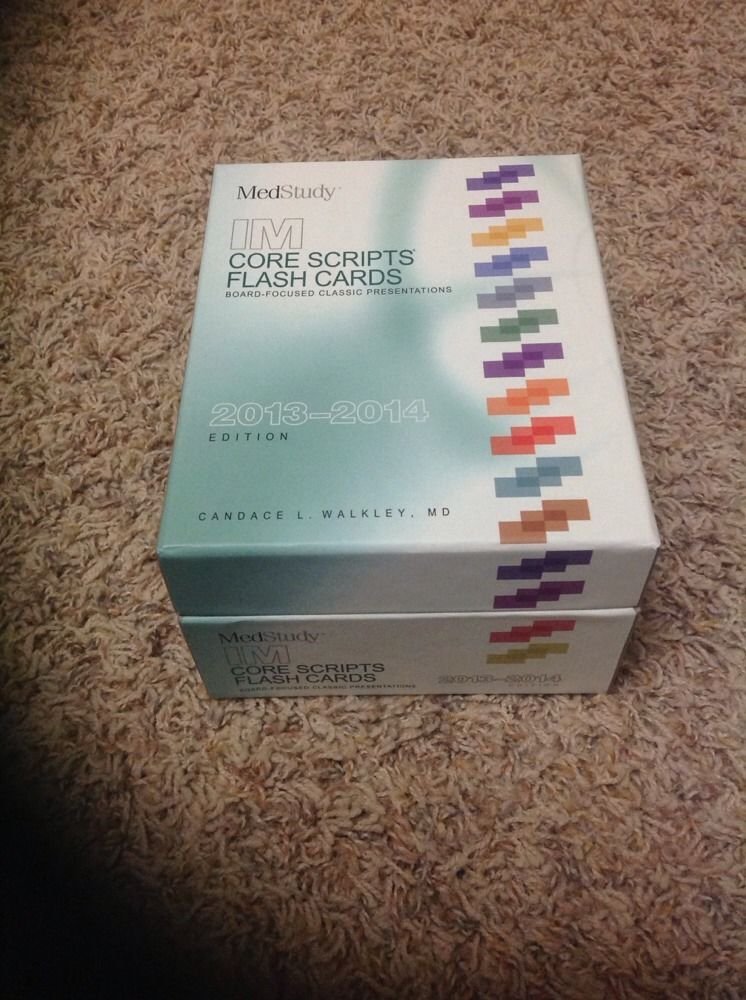 MedStudy
IM
CORE SCRIPTS®
FLASH CARDS
BOARD-FOCUSED CLASSIC PRESENTATIONS
2013–2014
EDITION
CANDACE L. WALKLEY, MD
MedStudy
IM
CORE SCRIPTS
FLASH CARDS
BOARD-FOCUSED CLASSIC PRESENTATIONS
2013–2014
EDITION